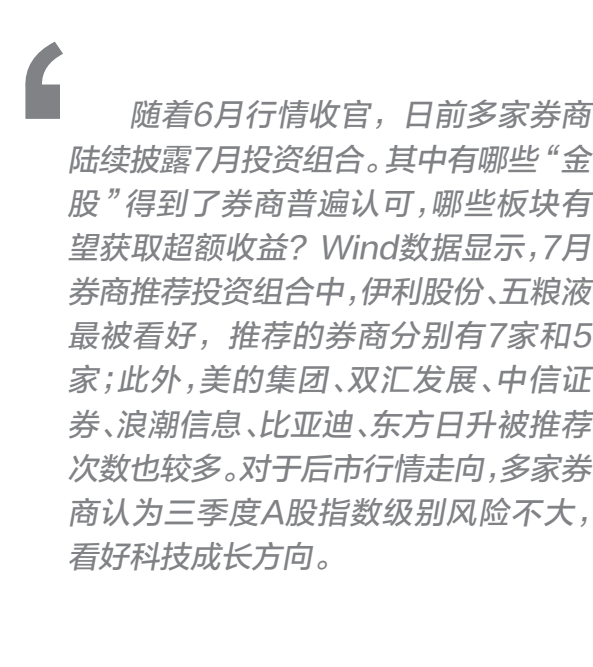 随着6月行情收官，日前多家券商
陆续披露7月投资组合。其中有哪些“金
股”得到了券商普遍认可，哪些板块有
望获取超额收益？Wind数据显示，7月
券商推荐投资组合中，伊利股份、五粮液
最被看好，推荐的券商分别有7家和5
家；此外，美的集团、双汇发展、中信证
券、浪潮信息、比亚迪、东方日升被推荐
次数也较多。对于后市行情走向，多家券
商认为三季度A股指数级别风险不大，
看好科技成长方向。